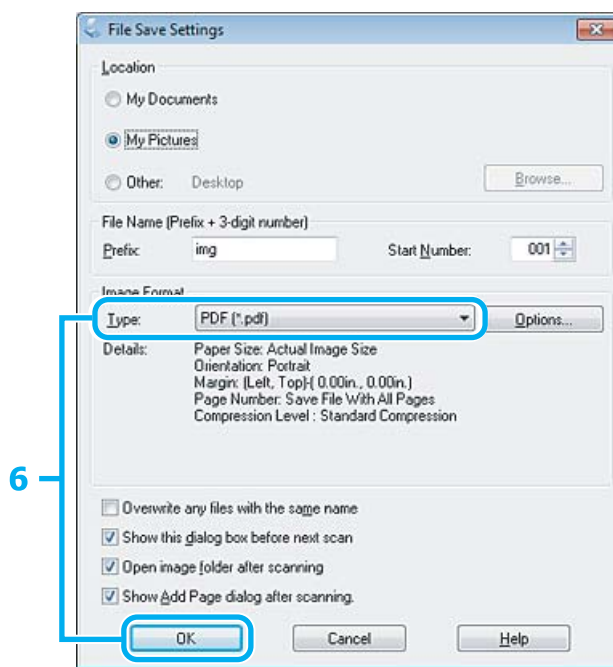 File Save Settings
Location
My Documents
My Pictures
Other: Desktop Browse...
File Name (Prefix + 3-digit number)
Prefix: img Start Number: 001
Image Format
Type: PDF (*.pdf) Options...
Details: Paper Size: Actual Image Size
Orientation: Portrait
Margin: (Left, Top)-( 0.00in., 0.00in.)
Page Number: Save File With All Pages
Compression Level : Standard Compression
6
Overwrite any files with the same name
Show this dialog box before next scan
Open image folder after scanning
Show Add Page dialog after scanning.
OK Cancel Help